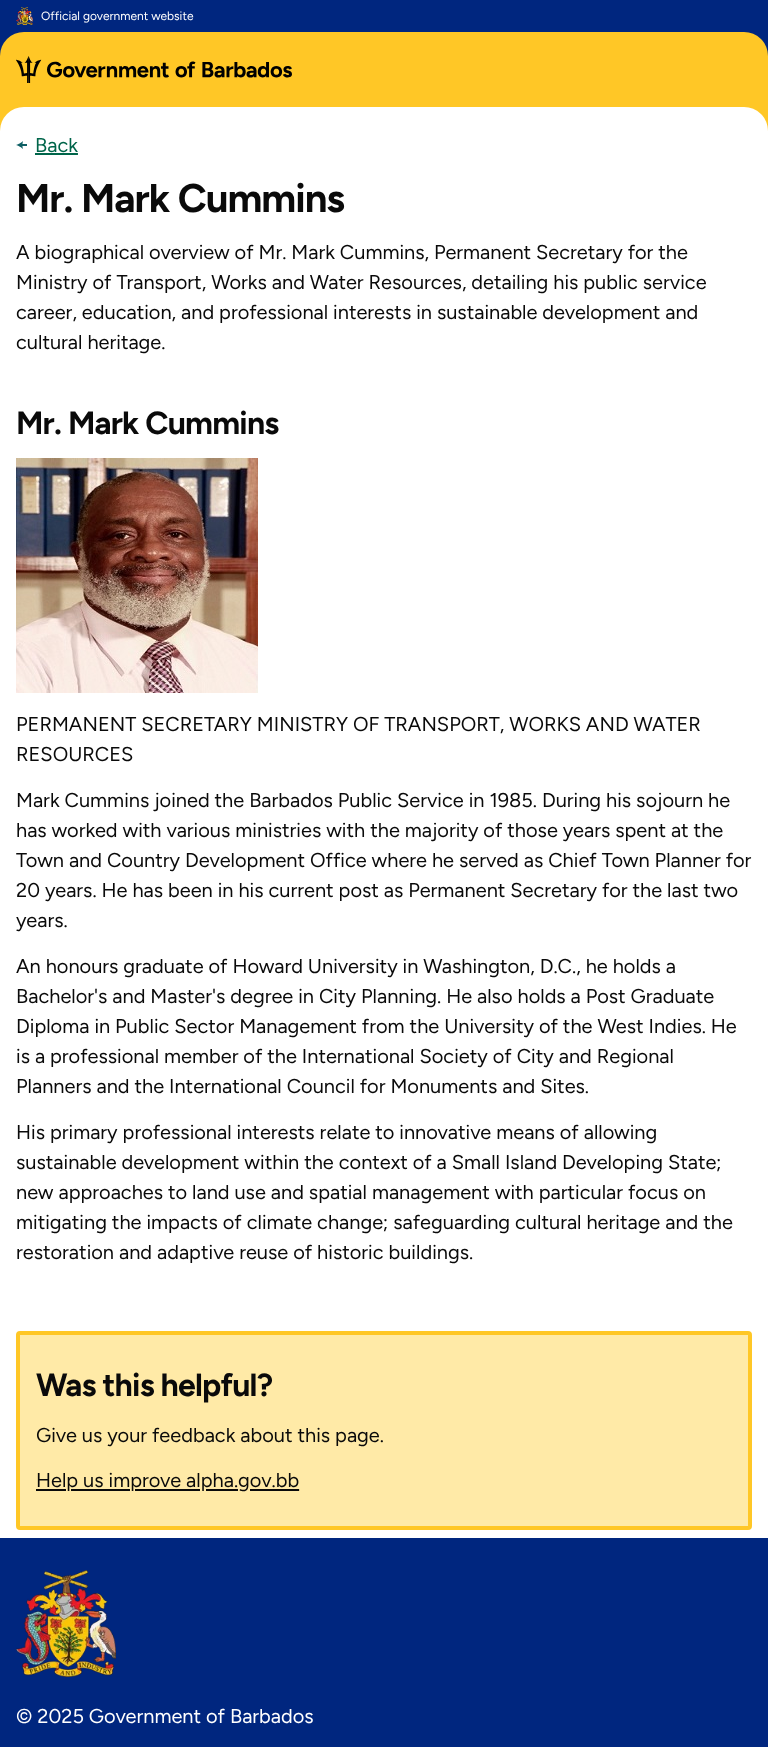 Official government website
Government of Barbados
Back
Mr. Mark Cummins
A biographical overview of Mr. Mark Cummins, Permanent Secretary for the
Ministry of Transport, Works and Water Resources, detailing his public service
career, education, and professional interests in sustainable development and
cultural heritage.
Mr. Mark Cummins
PERMANENT SECRETARY MINISTRY OF TRANSPORT, WORKS AND WATER
RESOURCES
Mark Cummins joined the Barbados Public Service in 1985. During his sojourn he
has worked with various ministries with the majority of those years spent at the
Town and Country Development Office where he served as Chief Town Planner for
20 years. He has been in his current post as Permanent Secretary for the last two
years.
An honours graduate of Howard University in Washington, D.C., he holds a
Bachelor's and Master's degree in City Planning. He also holds a Post Graduate
Diploma in Public Sector Management from the University of the West Indies. He
is a professional member of the International Society of City and Regional
Planners and the International Council for Monuments and Sites.
His primary professional interests relate to innovative means of allowing
sustainable development within the context of a Small Island Developing State;
new approaches to land use and spatial management with particular focus on
mitigating the impacts of climate change; safeguarding cultural heritage and the
restoration and adaptive reuse of historic buildings.
Was this helpful?
Give us your feedback about this page.
Help us improve alpha.gov.bb
PRIDE AND INDUSTRY
© 2025 Government of Barbados